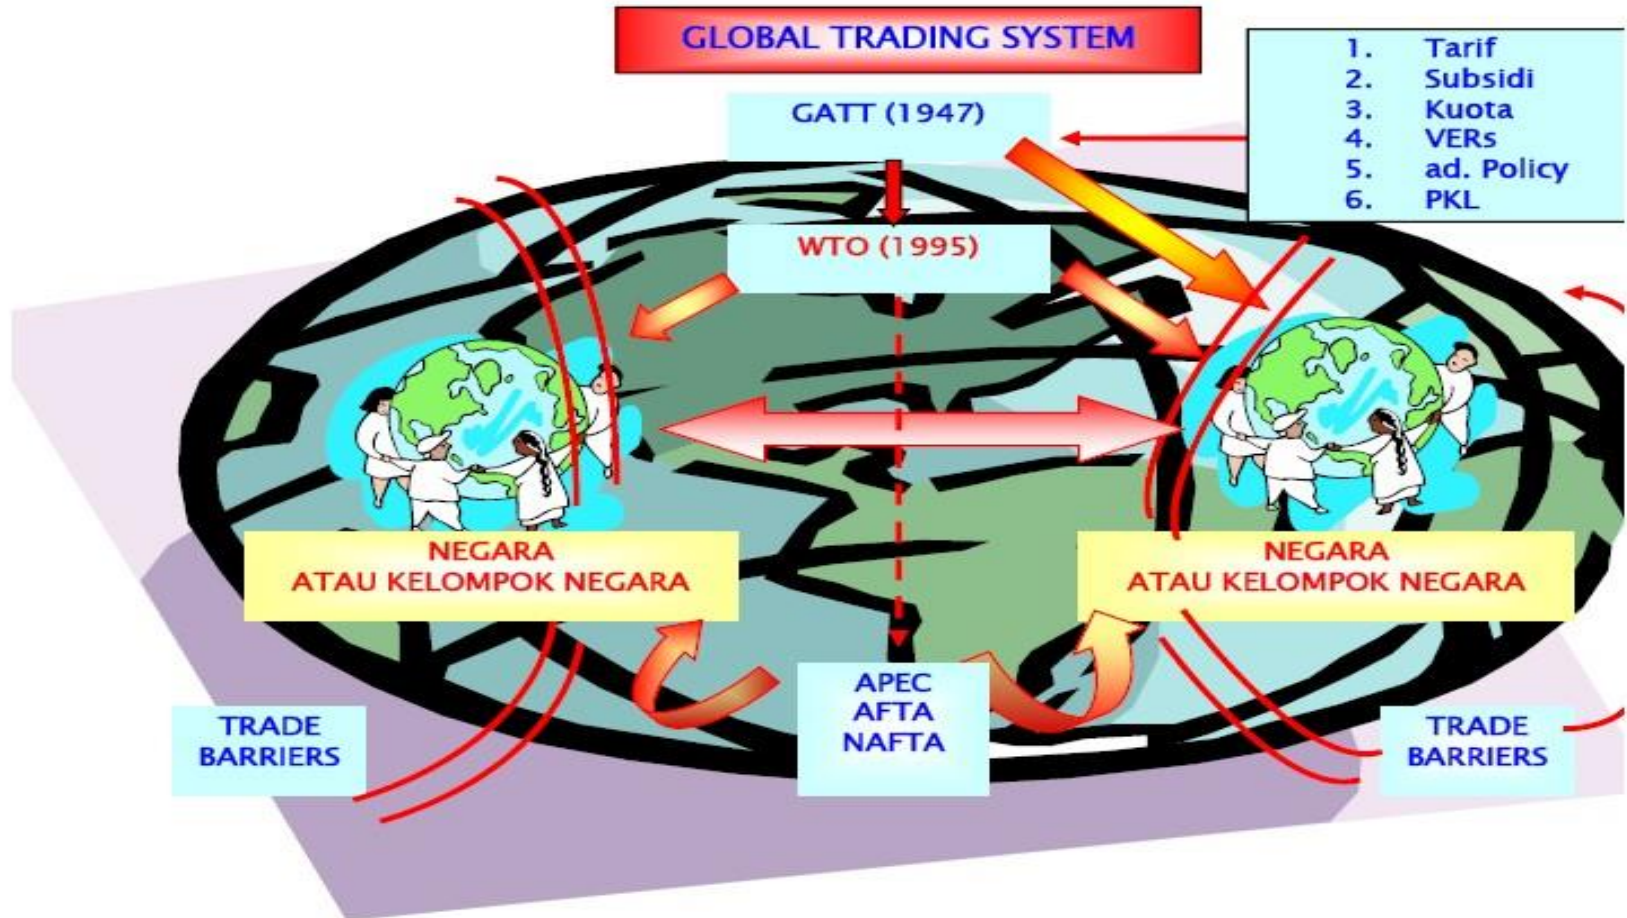 GLOBAL TRADING SYSTEM
1. Tarif
2. Subsidi
3. Kuota
4. VERs
5. ad. Policy
6. PKL
GATT (1947)
WTO (1995)
NEGARA
ATAU KELOMPOK NEGARA
NEGARA
ATAU KELOMPOK NEGARA
TRADE
BARRIERS
APEC
AFTA
NAFTA
TRADE
BARRIERS